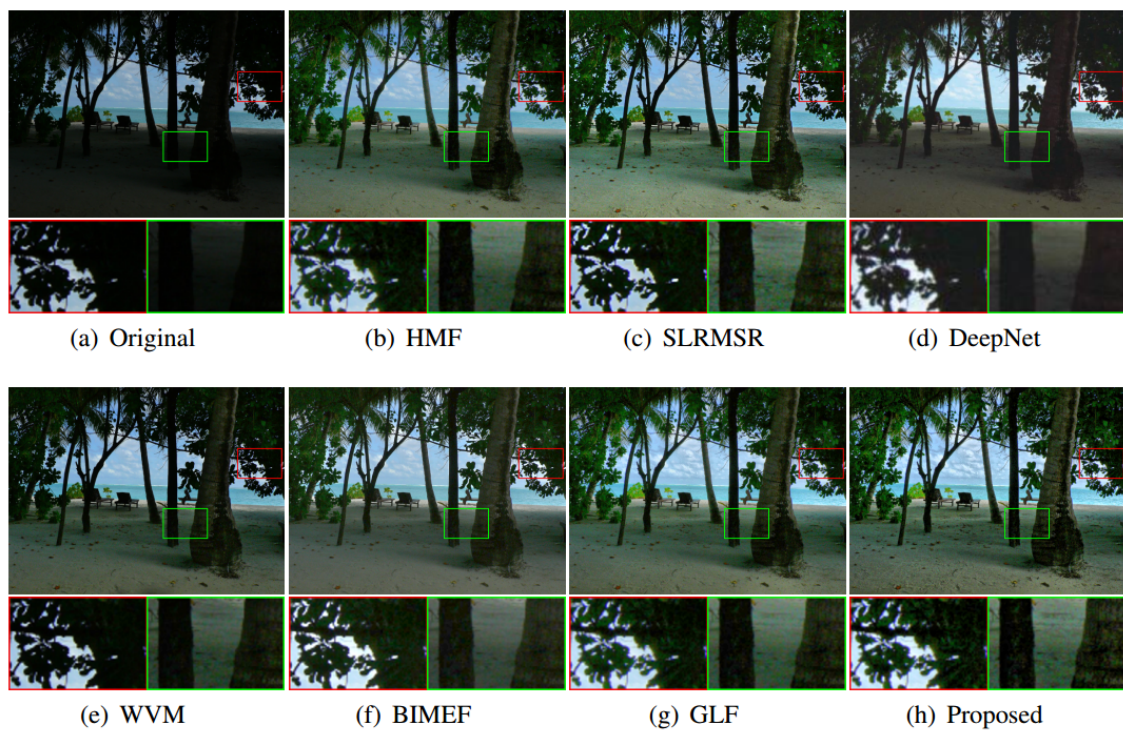 (a) Original
(b) HMF
(c) SLRMSR
(d) DeepNet
(e) WVM
(f) BIMEF
(g) GLF
(h) Proposed